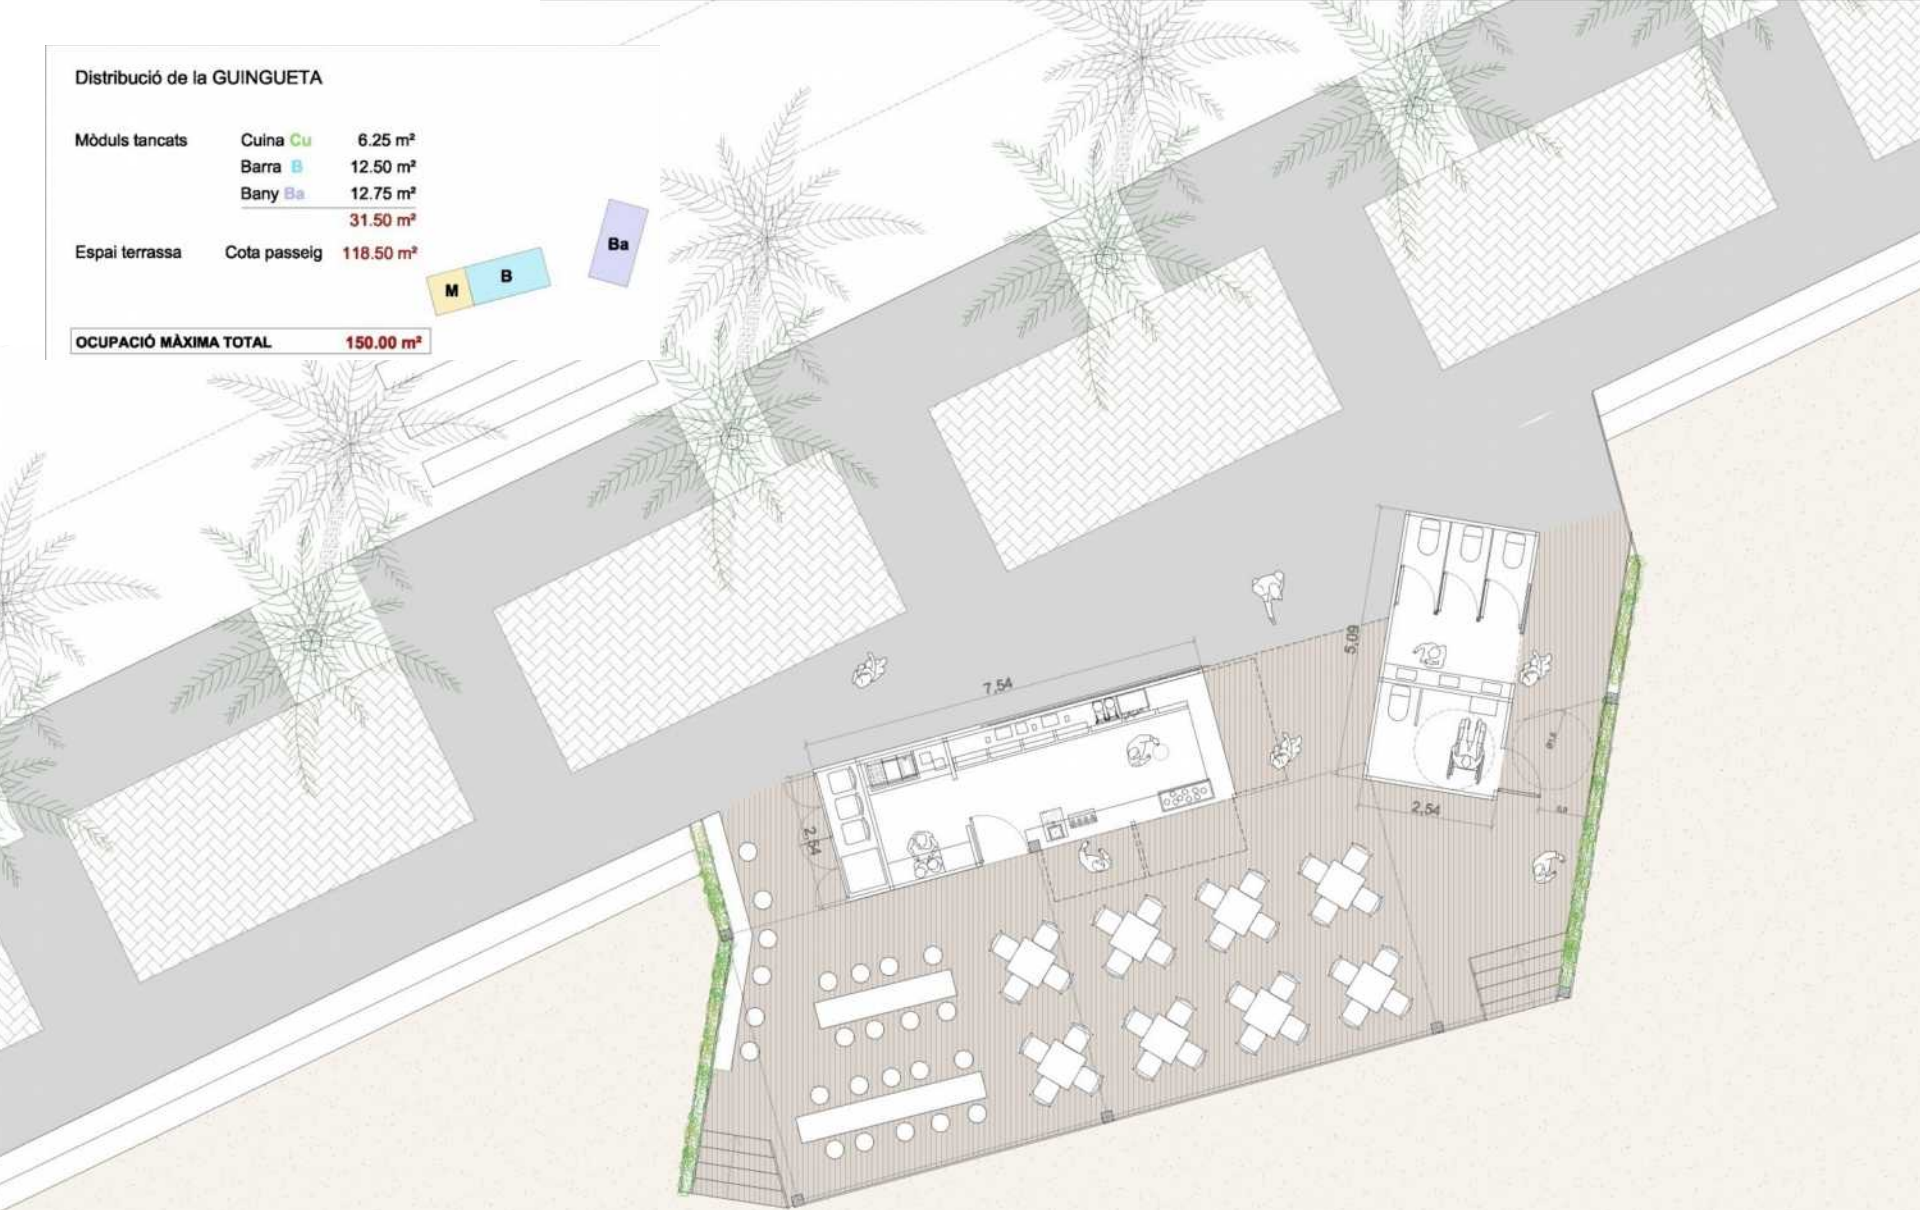 Distribució de la GUINGUETA
Mòduls tancats Cuina Cu 6.25 m²
Barra B 12.50 m²
Bany Ba 12.75 m²
31.50 m²
Espai terrassa Cota passeig 118.50 m²
M B Ba
OCUPACIÓ MÀXIMA TOTAL 150.00 m²
7,54
5,09
2,54
2,54